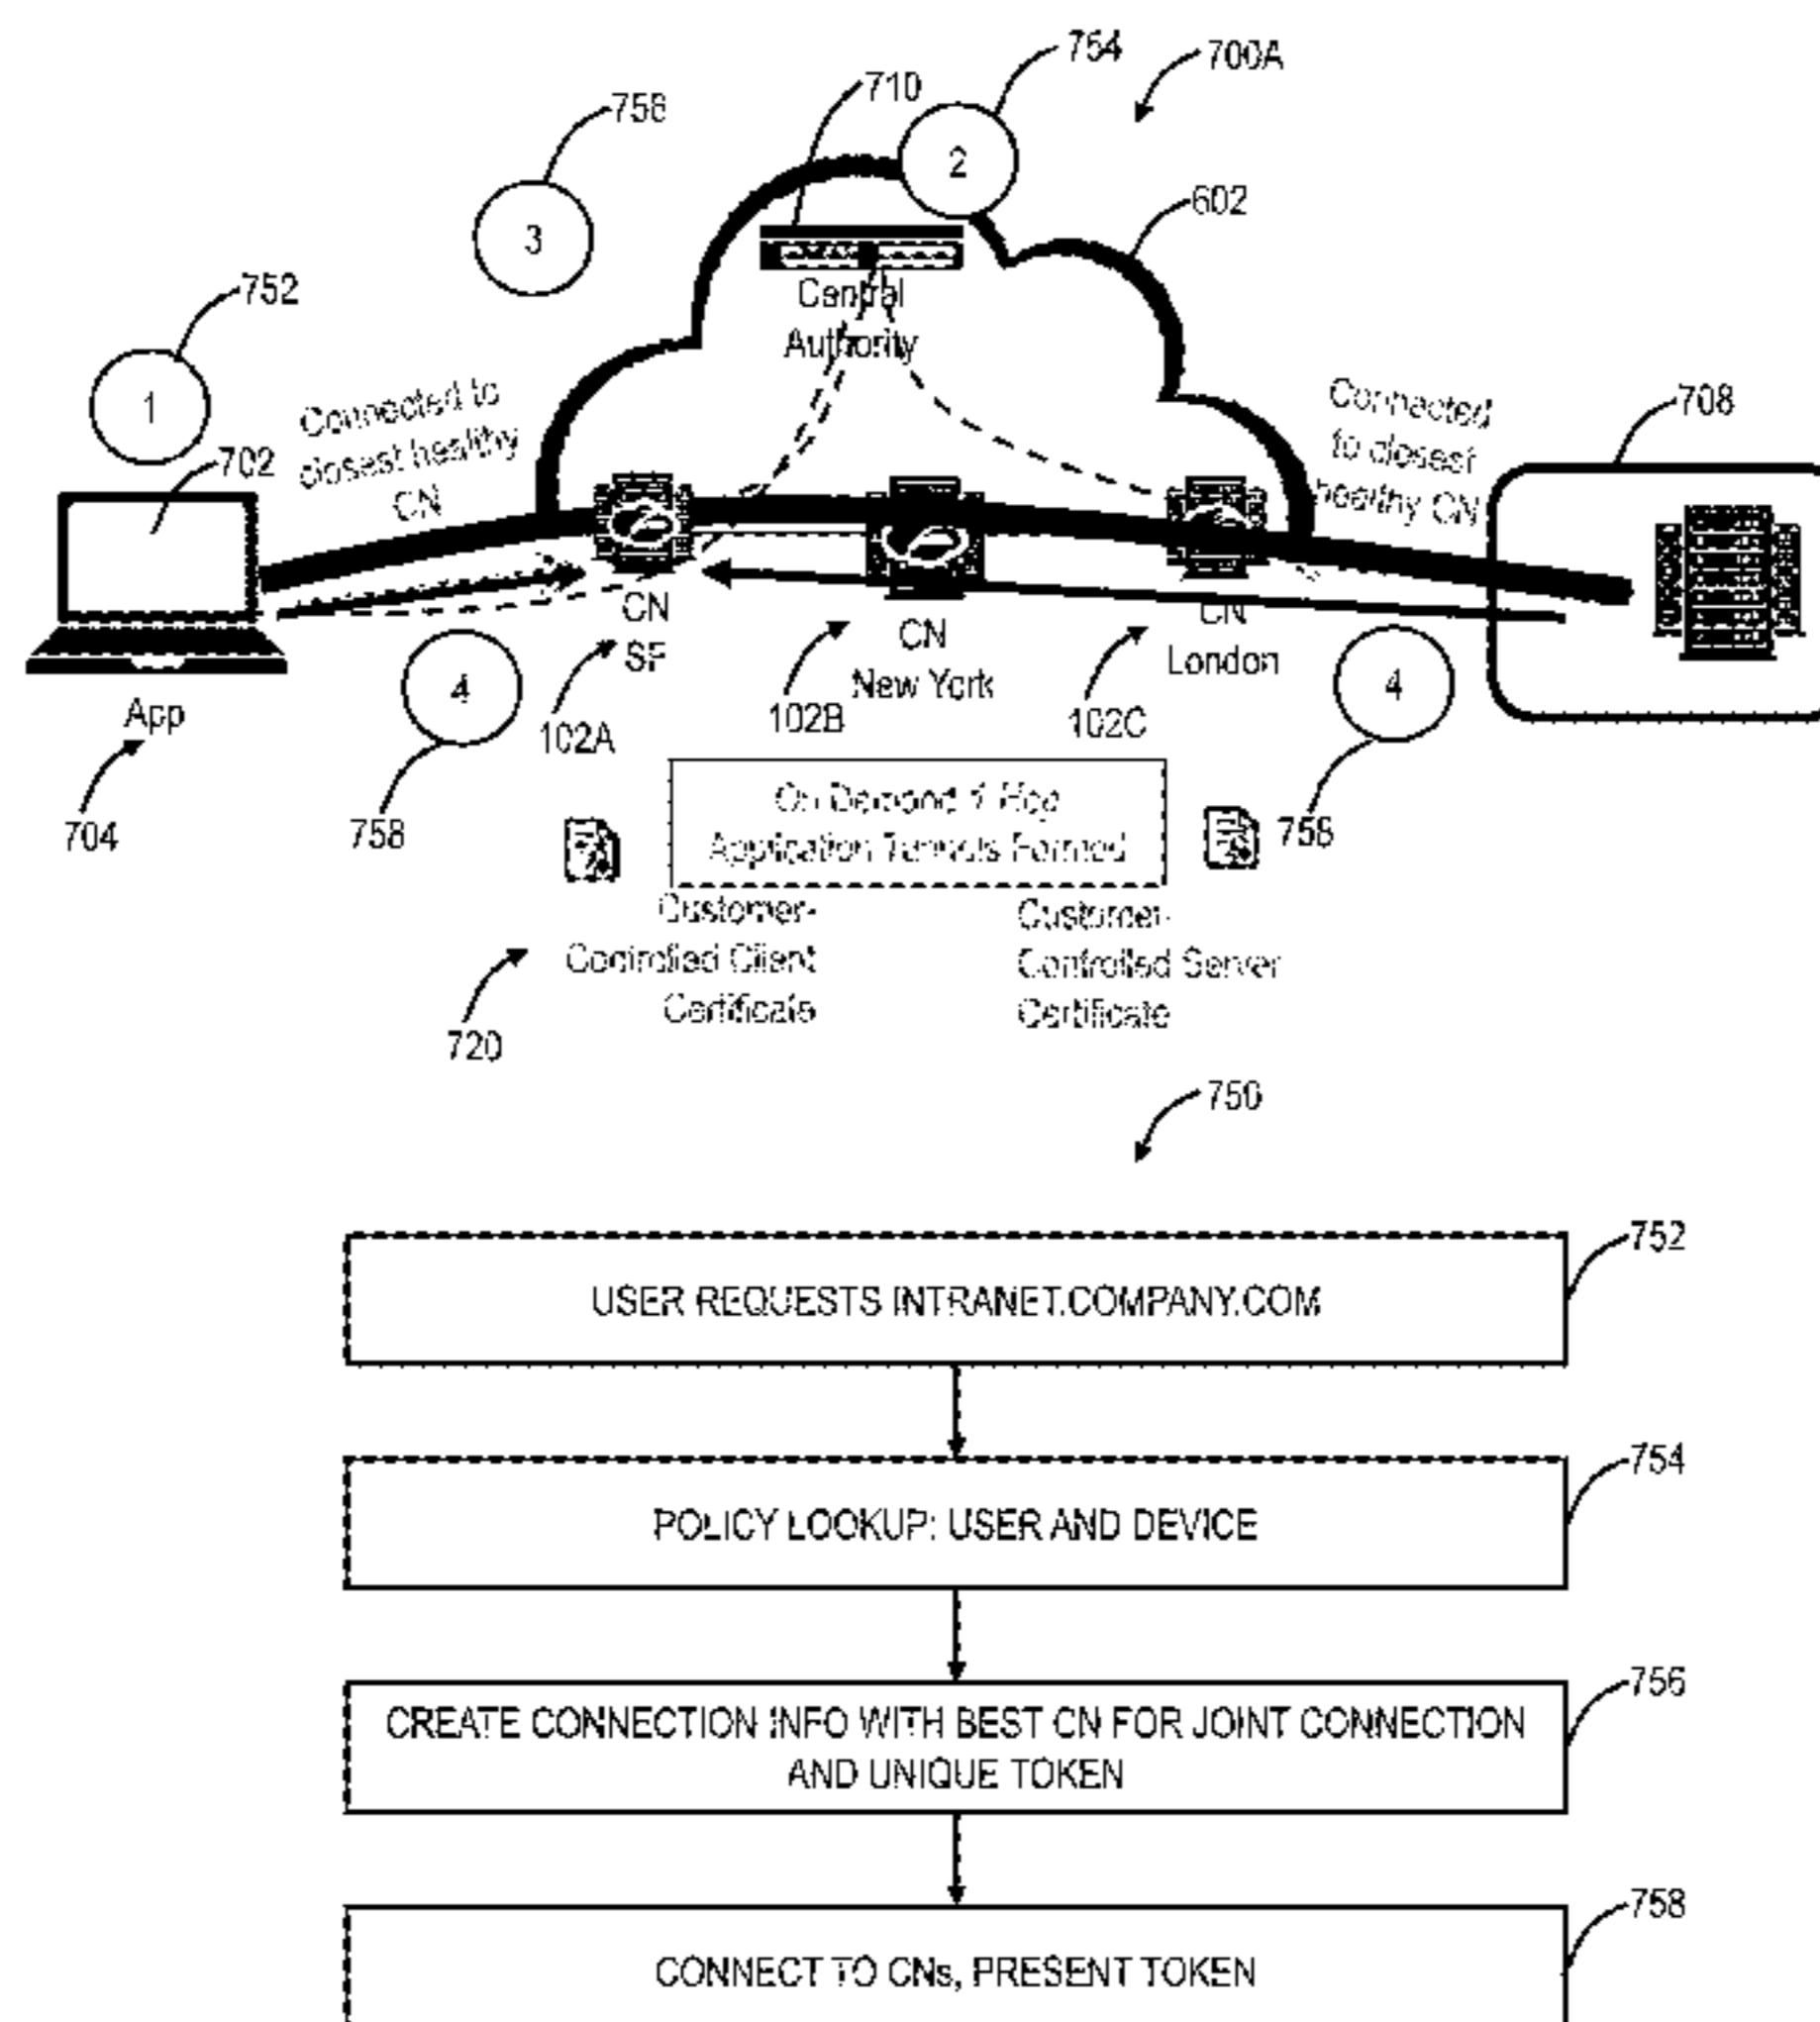 754
700A
710
756
2
602
3
752
Central
Authority
1
Connected to
closest healthy
CN
702
Connected
to closest
healthy CN
708
CN
SF
CN
New York
CN
London
4
4
App
102A
102B
102C
704
758
758
On Demand 1 Hop
Application Tunnels Formed
Customer-
Controlled Client
Certificate
Customer-
Controlled Server
Certificate
720
750
752
USER REQUESTS INTRANET.COMPANY.COM
754
POLICY LOOKUP: USER AND DEVICE
756
CREATE CONNECTION INFO WITH BEST CN FOR JOINT CONNECTION
AND UNIQUE TOKEN
758
CONNECT TO CNs, PRESENT TOKEN